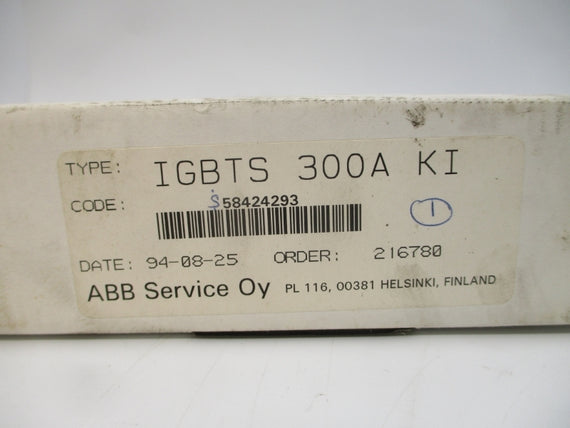 TYPE: IGBTS 300A KI
CODE: S58424293
1
DATE: 94-08-25 ORDER: 216780
ABB Service Oy PL 116, 00381 HELSINKI, FINLAND